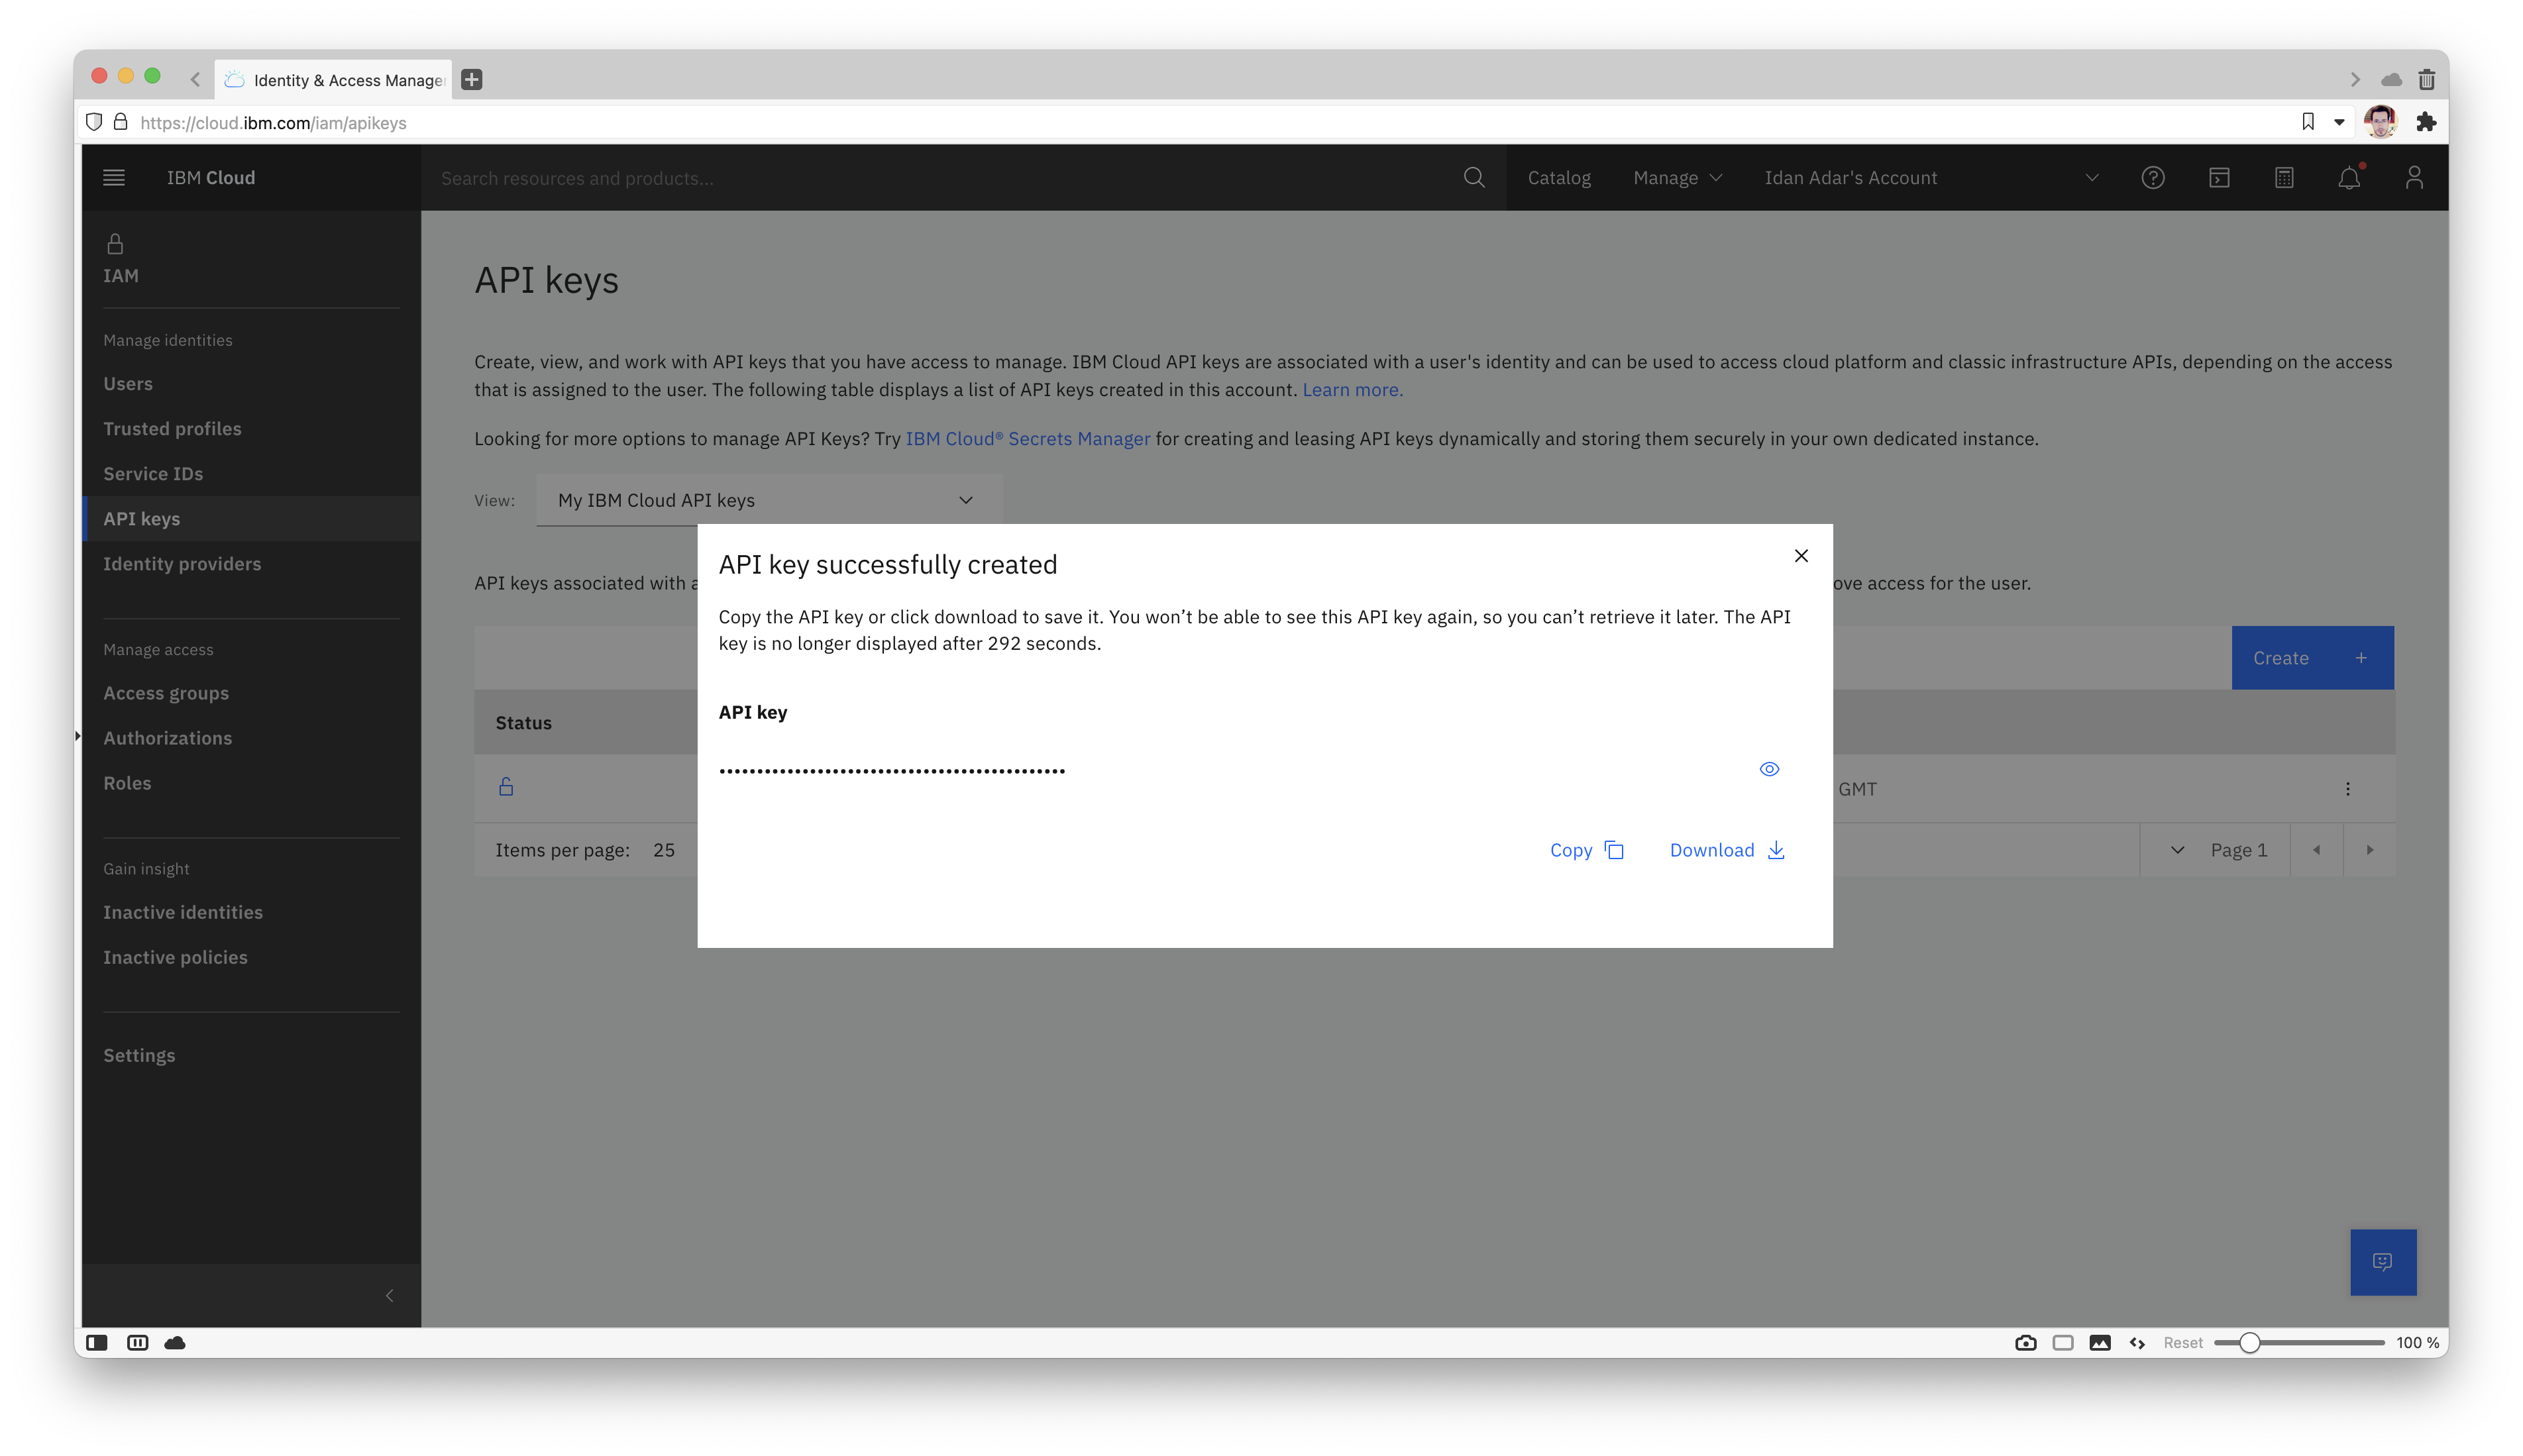 Identity & Access Manage
https://cloud.ibm.com/iam/apikeys
IBM Cloud
Search resources and products...
Catalog
Manage
Idan Adar's Account
IAM
Manage identities
Users
Trusted profiles
Service IDs
API keys
Identity providers
Manage access
Access groups
Authorizations
Roles
Gain insight
Inactive identities
Inactive policies
Settings
API keys
Create, view, and work with API keys that you have access to manage. IBM Cloud API keys are associated with a user's identity and can be used to access cloud platform and classic infrastructure APIs, depending on the access
that is assigned to the user. The following table displays a list of API keys created in this account. Learn more.
Looking for more options to manage API Keys? Try IBM Cloud® Secrets Manager for creating and leasing API keys dynamically and storing them securely in your own dedicated instance.
View:
My IBM Cloud API keys
API keys associated with a
ove access for the user.
Create +
Status
GMT
Items per page: 25
Page 1
API key successfully created
Copy the API key or click download to save it. You won’t be able to see this API key again, so you can’t retrieve it later. The API
key is no longer displayed after 292 seconds.
API key
Copy
Download
Reset
100 %